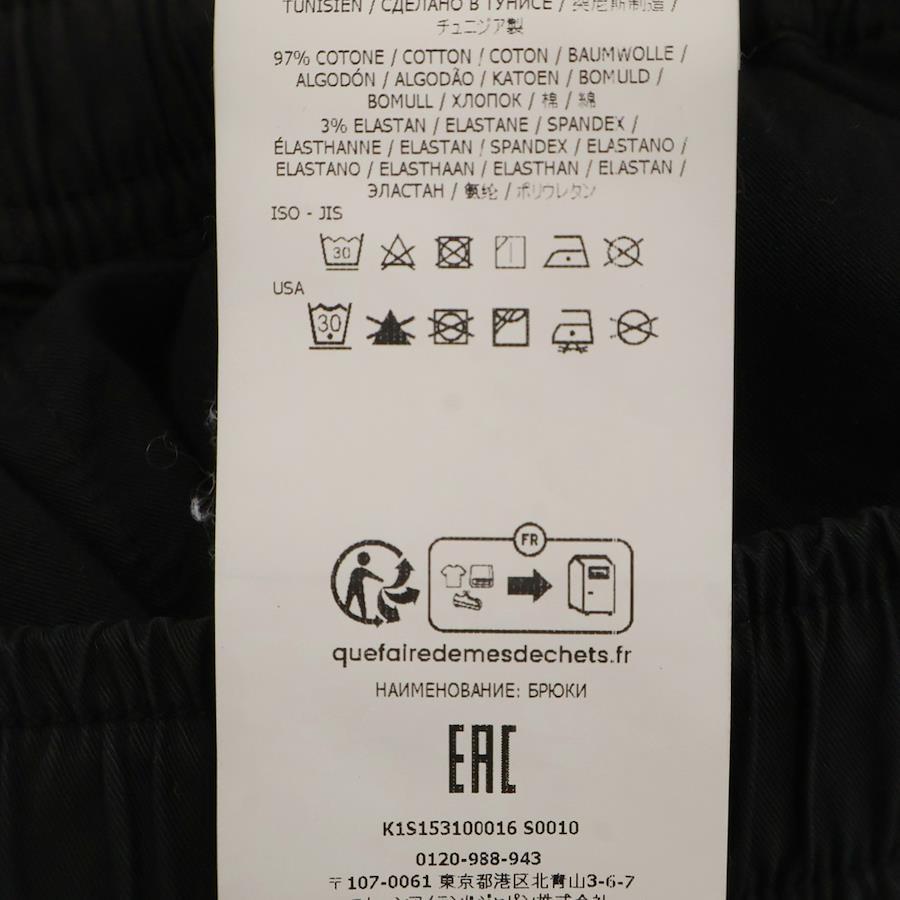 TUNISIEN / СДЕЛАНО В ТУНИСЕ / 突尼斯制造 /
チュニジア製
97% COTONE / COTTON / COTON / BAUMWOLLE /
ALGODÓN / ALGODÃO / KATOEN / BOMULD /
BOMULL / ХЛОПОК / 棉 / 綿
3% ELASTAN / ELASTANE / SPANDEX /
ÉLASTHANNE / ELASTAN / SPANDEX / ELASTANO /
ELASTANO / ELASTHAAN / ELASTHAN / ELASTAN /
ЭЛАСТАН / 氨纶 / ポリウレタン
ISO - JIS
30
USA
30
FR
quefairedemesdechets.fr
НАИМЕНОВАНИЕ: БРЮКИ
EAC
K1S153100016 S0010
0120-988-943
〒107-0061 東京都港区北青山3-6-7